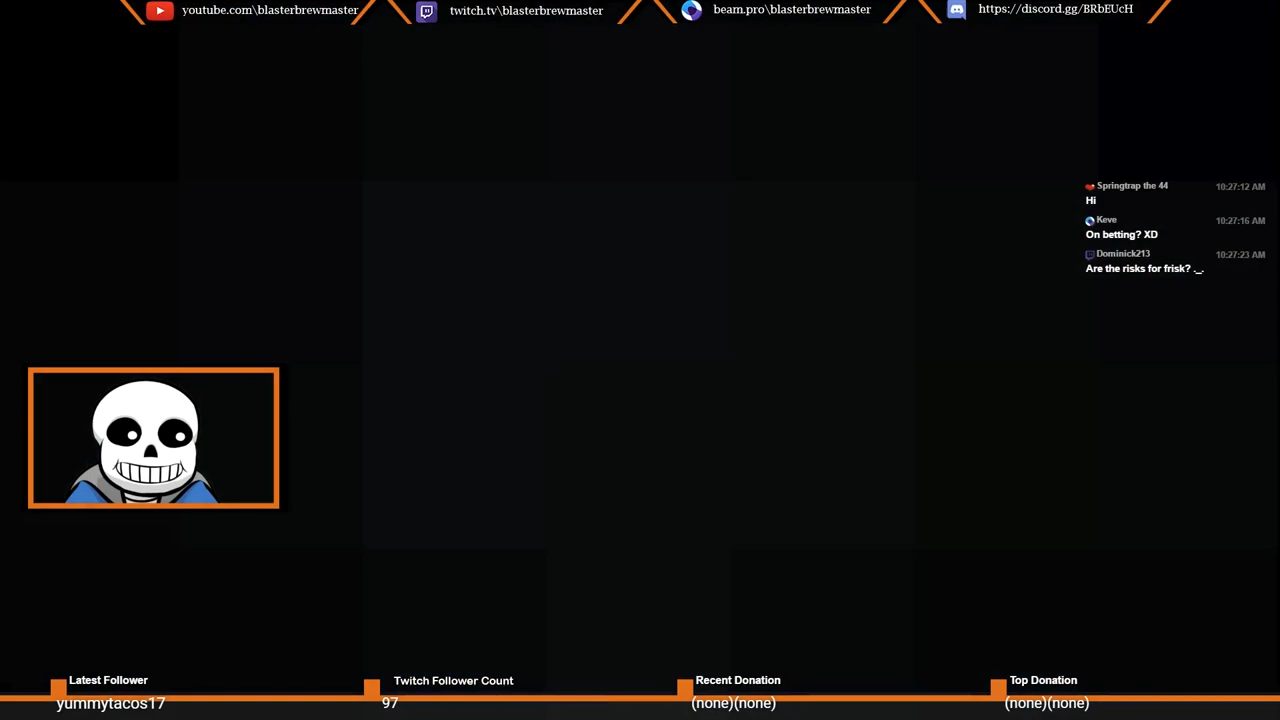 youtube.com\blasterbrewmaster
twitch.tv\blasterbrewmaster
beam.pro\blasterbrewmaster
https://discord.gg/BRbEUcH
Springtrap the 44 10:27:12 AM
Hi
Keve 10:27:16 AM
On betting? XD
Dominick213 10:27:23 AM
Are the risks for frisk? ._.
Latest Follower
yummytacos17
Twitch Follower Count
97
Recent Donation
(none)(none)
Top Donation
(none)(none)